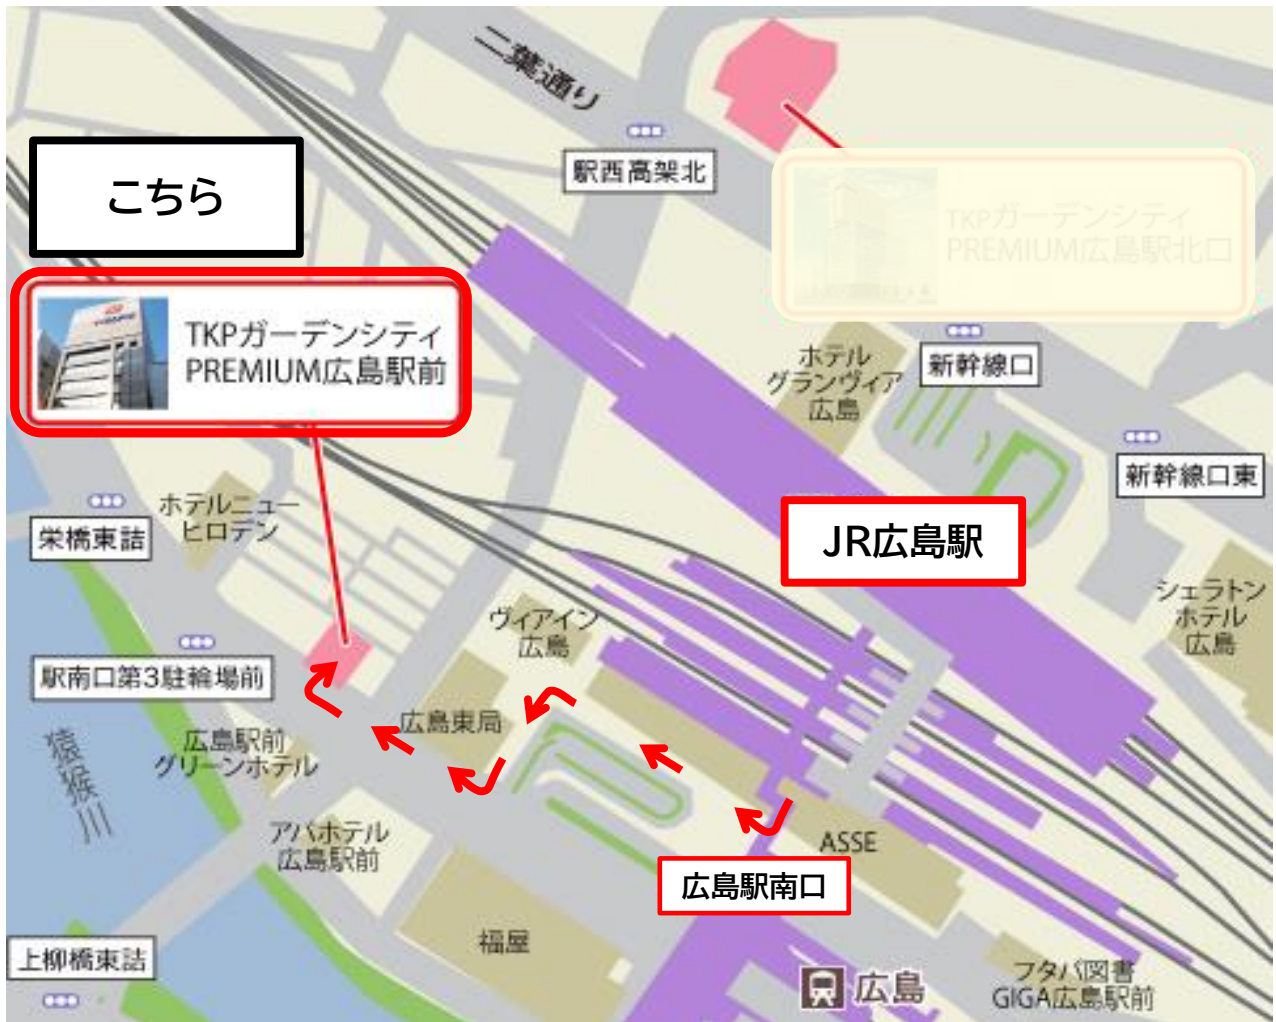 二葉通り
駅西高架北
こちら
TKPガーデンシティ
PREMIUM広島駅北口
TKPガーデンシティ
PREMIUM広島駅前
ホテル
グランヴィア
広島
新幹線口
新幹線口東
ホテルニュー
ヒロデン
栄橋東詰
JR広島駅
シェラトン
ホテル
広島
ヴィアイン
広島
駅南口第3駐輪場前
広島東局
猿猴川
広島駅前
グリーンホテル
アパホテル
広島駅前
ASSE
広島駅南口
福屋
上柳橋東詰
広島
フタバ図書
GIGA広島駅前